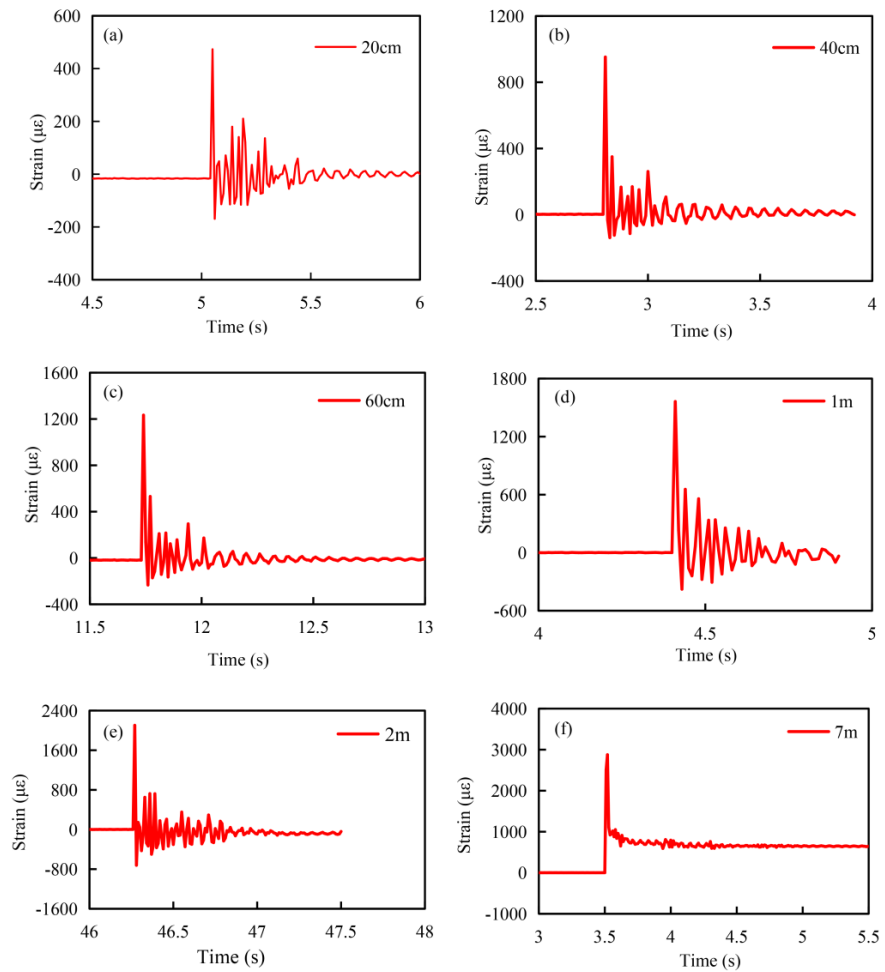 (a)
20cm
600
400
200
0
-200
-400
4.5 5 5.5 6
Strain (με)
Time (s)
(b)
40cm
1200
800
400
0
-400
2.5 3 3.5 4
Strain (με)
Time (s)
(c)
60cm
1600
1200
800
400
0
-400
11.5 12 12.5 13
Strain (με)
Time (s)
(d)
1m
1800
1200
600
0
-600
4 4.5 5
Strain (με)
Time (s)
(e)
2m
2400
1600
800
0
-800
-1600
46 46.5 47 47.5 48
Strain (με)
Time (s)
(f)
7m
4000
3000
2000
1000
0
-1000
3 3.5 4 4.5 5 5.5
Strain (με)
Time (s)